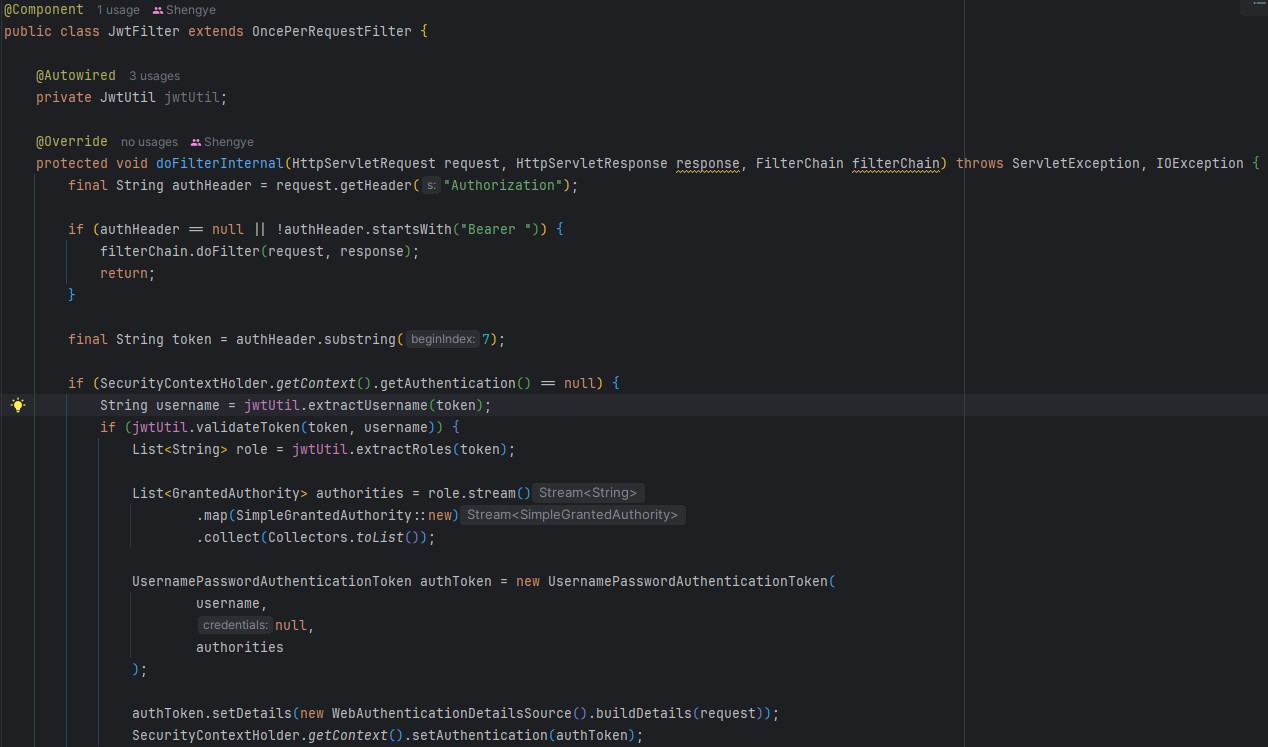 @Component 1 usage Shengye
public class JwtFilter extends OncePerRequestFilter {
@Autowired 3 usages
private JwtUtil jwtUtil;
@Override no usages Shengye
protected void doFilterInternal(HttpServletRequest request, HttpServletResponse response, FilterChain filterChain) throws ServletException, IOException {
final String authHeader = request.getHeader( s: "Authorization");
if (authHeader == null || !authHeader.startsWith("Bearer ")) {
filterChain.doFilter(request, response);
return;
}
final String token = authHeader.substring( beginIndex: 7);
if (SecurityContextHolder.getContext().getAuthentication() == null) {
String username = jwtUtil.extractUsername(token);
if (jwtUtil.validateToken(token, username)) {
List<String> role = jwtUtil.extractRoles(token);
List<GrantedAuthority> authorities = role.stream() Stream<String>
.map(SimpleGrantedAuthority::new) Stream<SimpleGrantedAuthority>
.collect(Collectors.toList());
UsernamePasswordAuthenticationToken authToken = new UsernamePasswordAuthenticationToken(
username,
credentials: null,
authorities
);
authToken.setDetails(new WebAuthenticationDetailsSource().buildDetails(request));
SecurityContextHolder.getContext().setAuthentication(authToken);